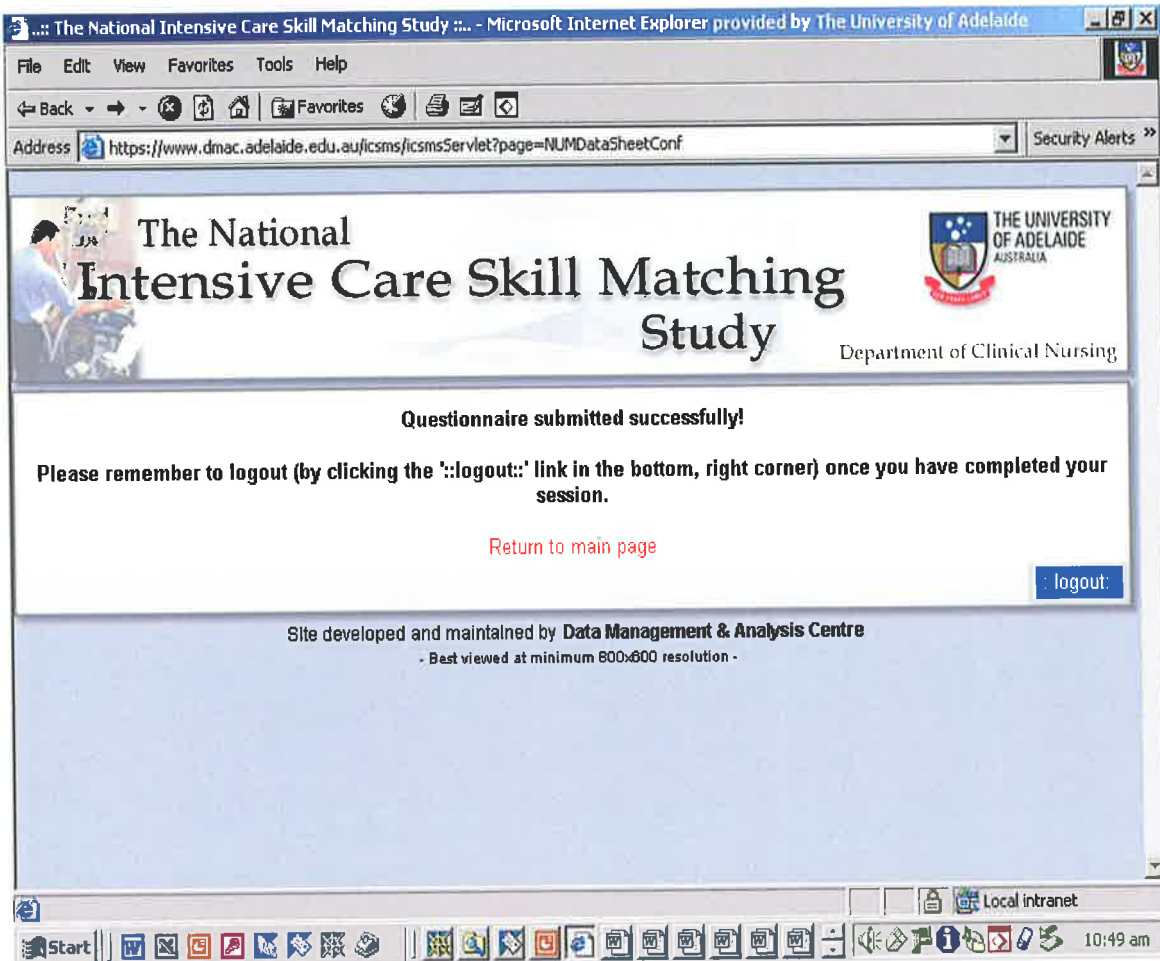 ..:: The National Intensive Care Skill Matching Study ::... - Microsoft Internet Explorer provided by The University of Adelaide
File Edit View Favorites Tools Help
Back Favorites
Address https://www.dmac.adelaide.edu.au/icsms/icsmsServlet?page=NUMDataSheetConf Security Alerts »
The National
Intensive Care Skill Matching
Study
THE UNIVERSITY
OF ADELAIDE
AUSTRALIA
Department of Clinical Nursing
Questionnaire submitted successfully!
Please remember to logout (by clicking the '::logout::' link in the bottom, right corner) once you have completed your
session.
Return to main page
: logout:
Site developed and maintained by Data Management & Analysis Centre
- Best viewed at minimum 800x600 resolution -
Local intranet
Start 10:49 am